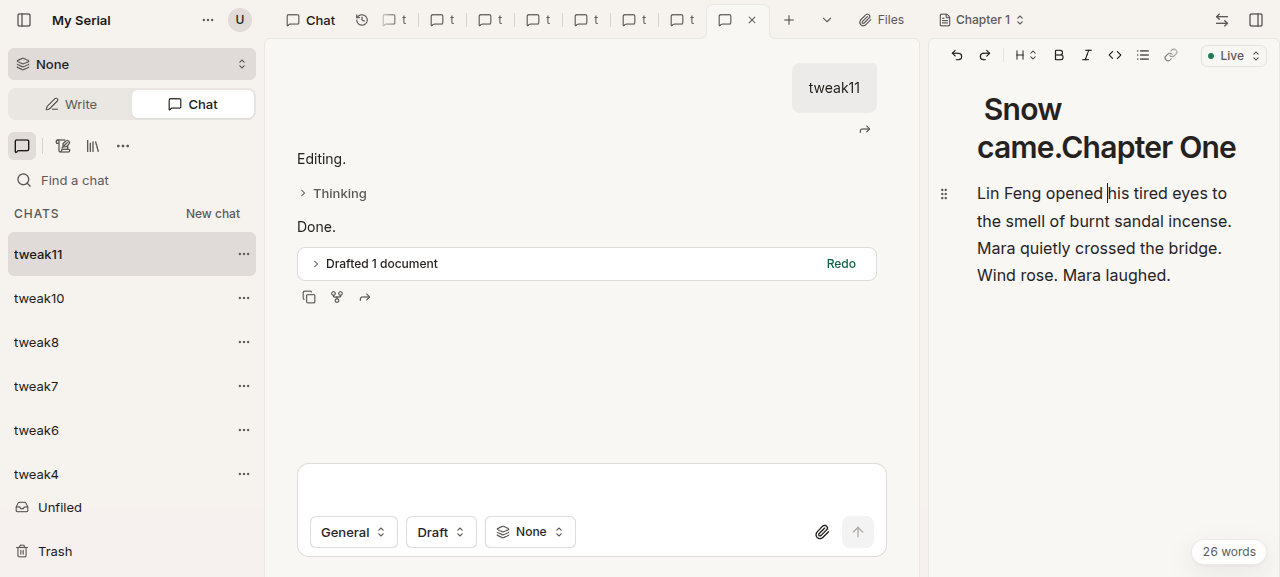 My Serial
U
None
Write
Chat
Find a chat
CHATS
New chat
tweak11
tweak10
tweak8
tweak7
tweak6
tweak4
Unfiled
Trash
Chat
t
t
t
t
t
t
t
Files
tweak11
Editing.
Thinking
Done.
Drafted 1 document
Redo
General
Draft
None
Chapter 1
H
B
I
Live
Snow
came.Chapter One
Lin Feng opened his tired eyes to
the smell of burnt sandal incense.
Mara quietly crossed the bridge.
Wind rose. Mara laughed.
26 words